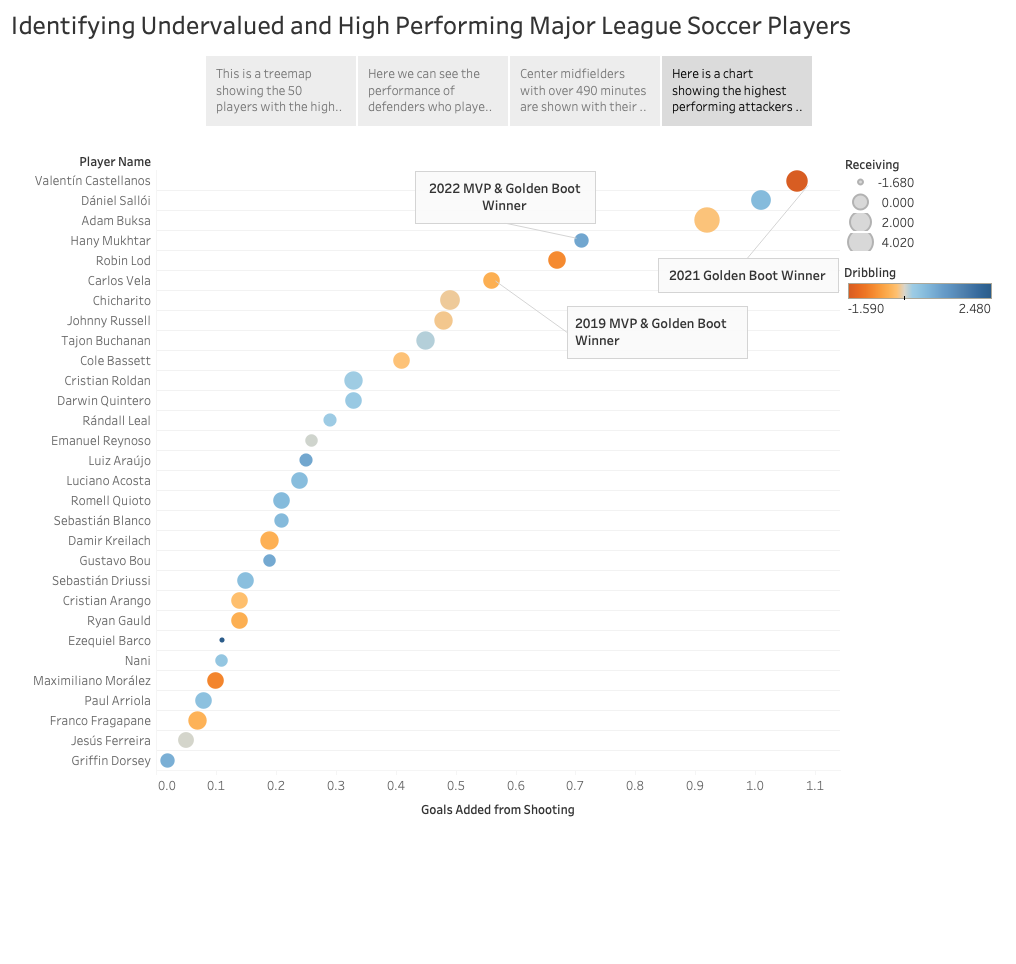 Identifying Undervalued and High Performing Major League Soccer Players
This is a treemap
showing the 50
players with the high..
Here we can see the
performance of
defenders who playe..
Center midfielders
with over 490 minutes
are shown with their ..
Here is a chart
showing the highest
performing attackers ..
Player Name
Valentín Castellanos
Dániel Sallói
Adam Buksa
Hany Mukhtar
Robin Lod
Carlos Vela
Chicharito
Johnny Russell
Tajon Buchanan
Cole Bassett
Cristian Roldan
Darwin Quintero
Rándall Leal
Emanuel Reynoso
Luiz Araújo
Luciano Acosta
Romell Quioto
Sebastián Blanco
Damir Kreilach
Gustavo Bou
Sebastián Driussi
Cristian Arango
Ryan Gauld
Ezequiel Barco
Nani
Maximiliano Morález
Paul Arriola
Franco Fragapane
Jesús Ferreira
Griffin Dorsey
2022 MVP & Golden Boot
Winner
2021 Golden Boot Winner
2019 MVP & Golden Boot
Winner
0.0 0.1 0.2 0.3 0.4 0.5 0.6 0.7 0.8 0.9 1.0 1.1
Goals Added from Shooting
Receiving
-1.680
0.000
2.000
4.020
Dribbling
-1.590 2.480